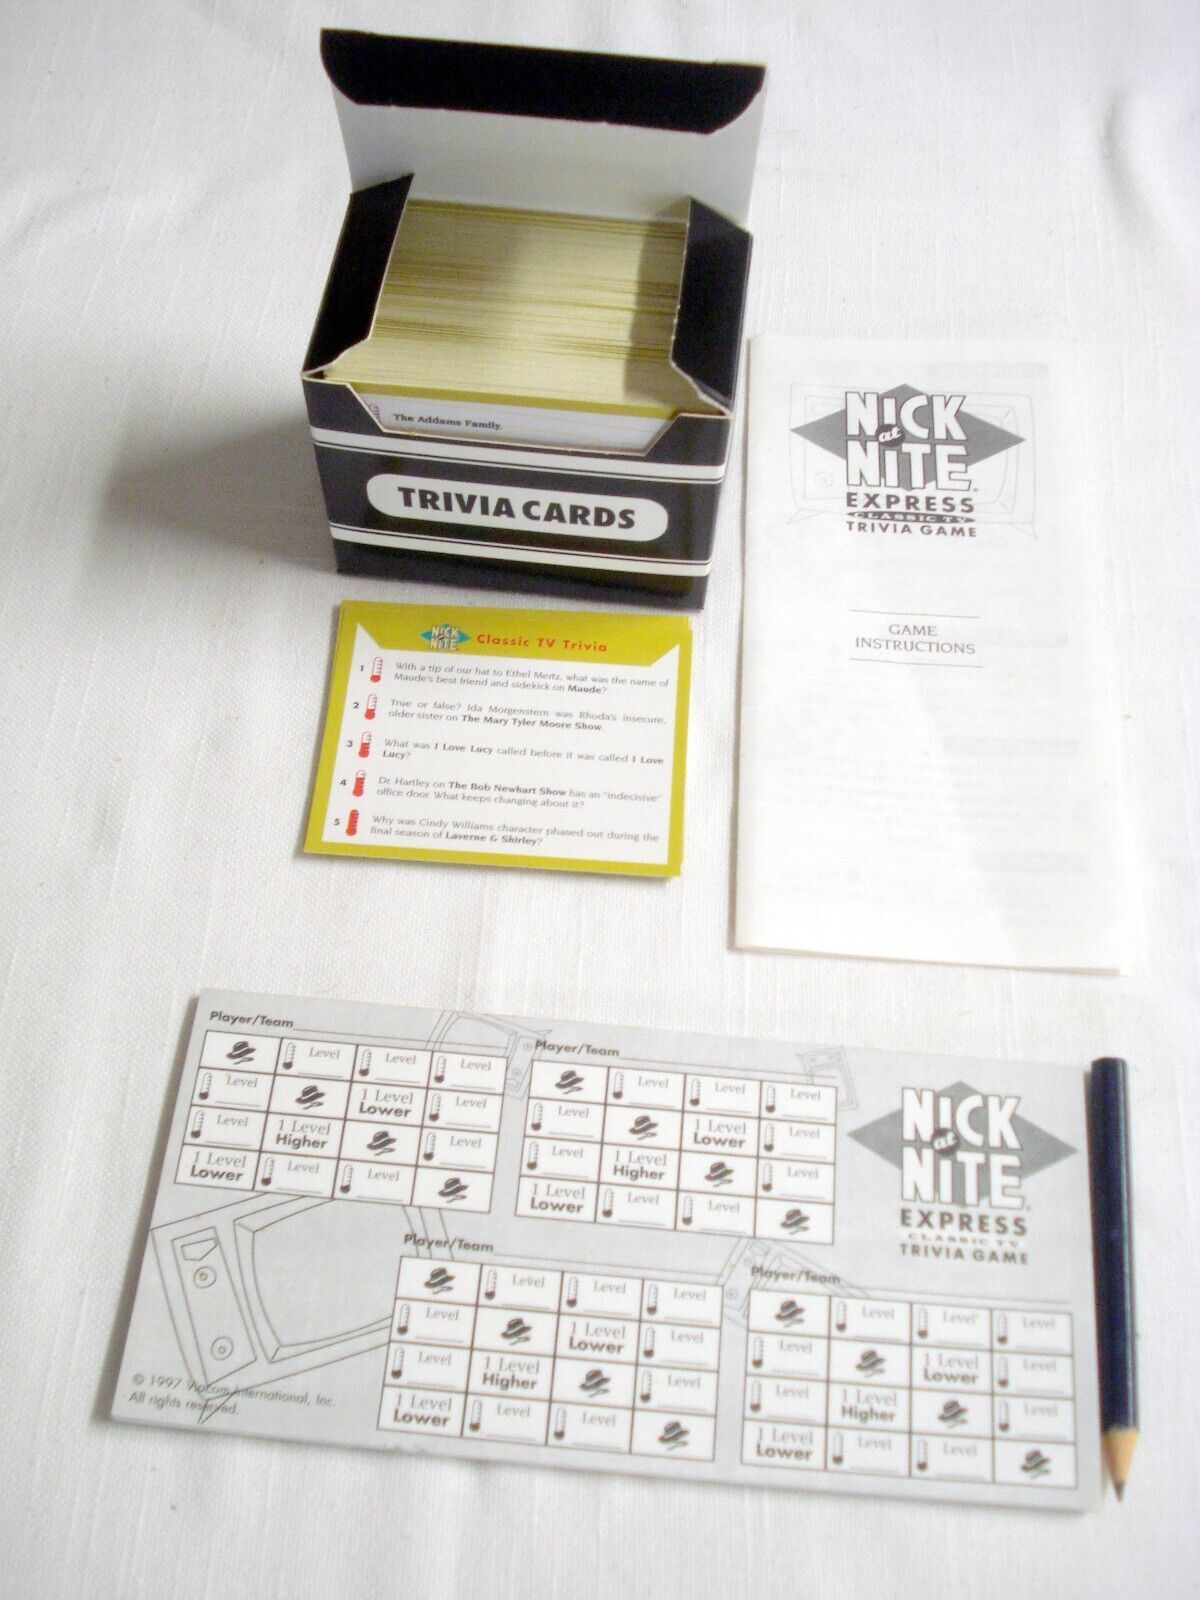 The Addams Family.
TRIVIA CARDS
NICK
at
NITE
EXPRESS
CLASSIC TV
TRIVIA GAME
GAME
INSTRUCTIONS
NICK
at
NITE
Classic TV Trivia
1 With a tip of our hat to Ethel Mertz, what was the name of
Maude's best friend and sidekick on Maude?
2 True or false? Ida Morgenstern was Rhoda's insecure,
older sister on The Mary Tyler Moore Show.
3 What was I Love Lucy called before it was called I Love
Lucy?
4 Dr. Hartley on The Bob Newhart Show has an "indecisive"
office door. What keeps changing about it?
5 Why was Cindy Williams character phased out during the
final season of Laverne & Shirley?
Player/Team
Level Level Level
Level 1 Level Lower Level
Level 1 Level Higher Level
1 Level Lower Level Level
Player/Team
Level Level Level
Level 1 Level Lower Level
Level 1 Level Higher Level
1 Level Lower Level Level
NICK
at
NITE
EXPRESS
CLASSIC TV
TRIVIA GAME
Player/Team
Level Level Level
Level 1 Level Lower Level
Level 1 Level Higher Level
1 Level Lower Level Level
Player/Team
Level Level Level
Level 1 Level Lower Level
Level 1 Level Higher Level
1 Level Lower Level Level
© 1997 Viacom International, Inc.
All rights reserved.